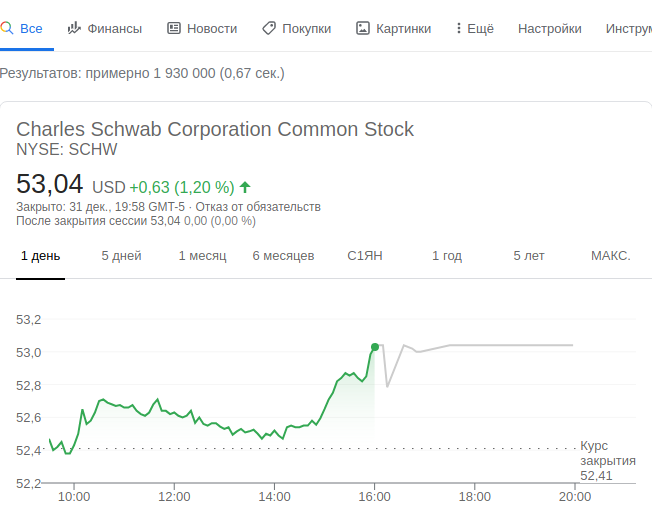 Все Финансы Новости Покупки Картинки Ещё Настройки Инструм
Результатов: примерно 1 930 000 (0,67 сек.)
Charles Schwab Corporation Common Stock
NYSE: SCHW
53,04 USD +0,63 (1,20 %)
Закрыто: 31 дек., 19:58 GMT-5 · Отказ от обязательств
После закрытия сессии 53,04 0,00 (0,00 %)
1 день 5 дней 1 месяц 6 месяцев С1ЯН 1 год 5 лет МАКС.
53,2
53,0
52,8
52,6
52,4
Курс
закрытия
52,41
52,2
10:00 12:00 14:00 16:00 18:00 20:00